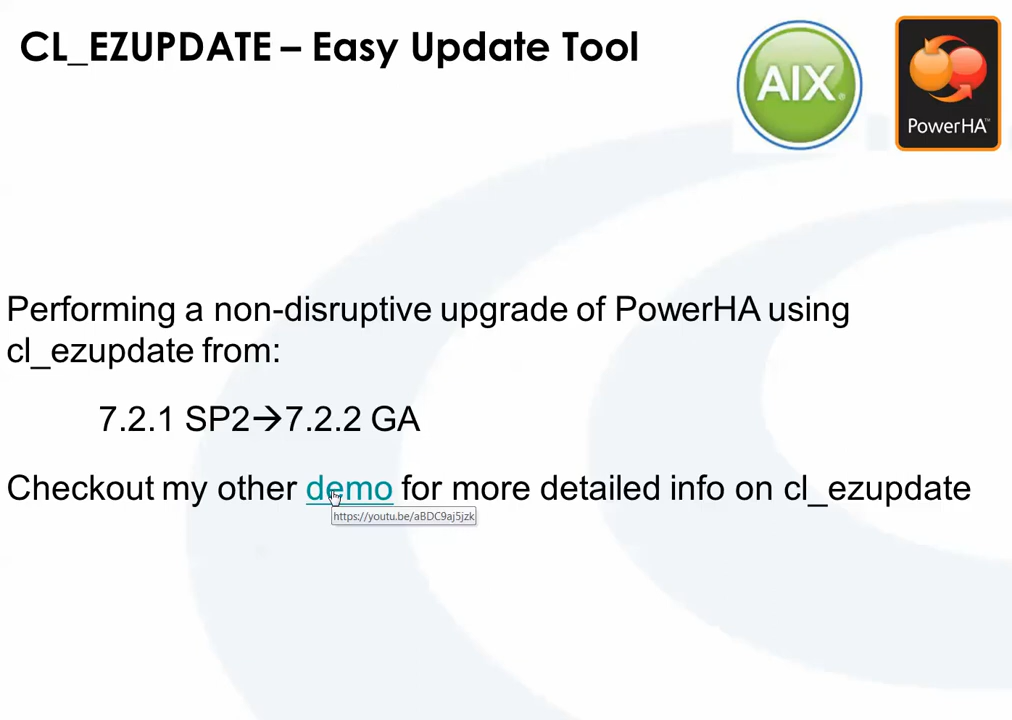 CL_EZUPDATE – Easy Update Tool
AIX®
PowerHA™
Performing a non-disruptive upgrade of PowerHA using
cl_ezupdate from:
7.2.1 SP2→7.2.2 GA
Checkout my other demo for more detailed info on cl_ezupdate
https://youtu.be/aBDC9aj5jzk